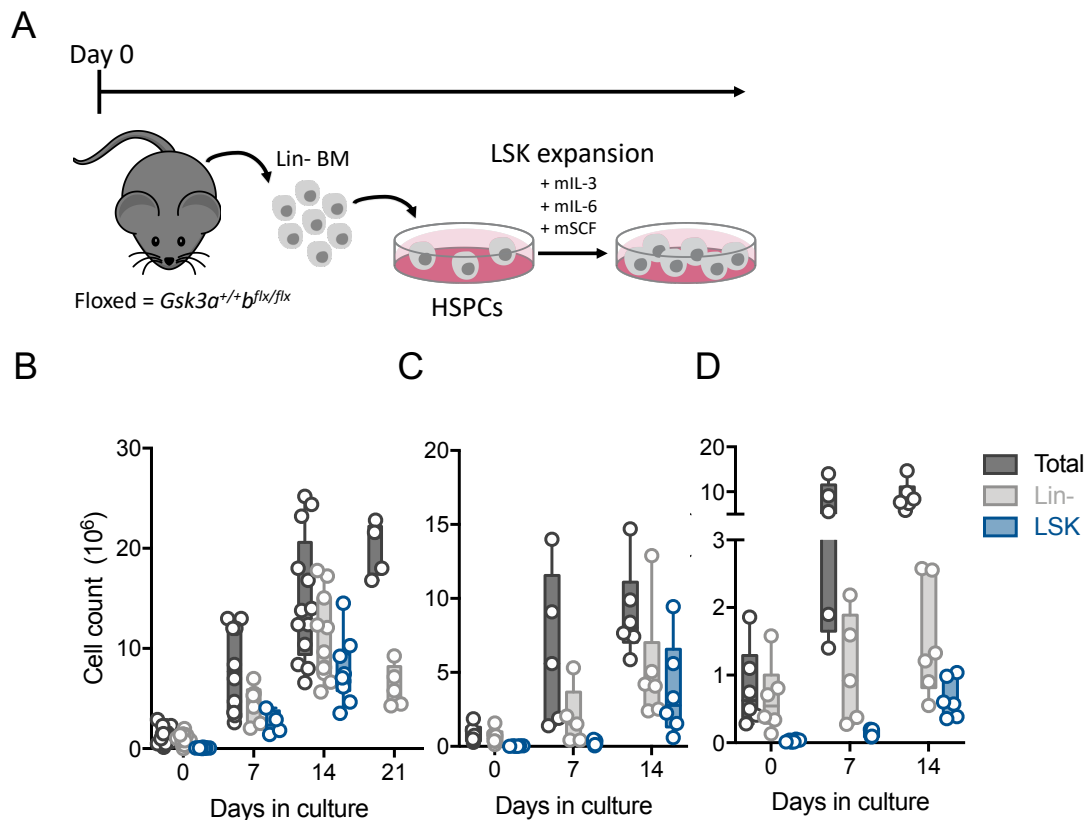 A
Day 0
Lin- BM
LSK expansion
+ mIL-3
+ mIL-6
+ mSCF
Floxed = Gsk3a+/+bflx/flx
HSPCs
B
C
D
Cell count (10⁶)
30
20
10
0
0 7 14 21
Days in culture
20
15
10
5
0
0 7 14
Days in culture
20
10
3
2
1
0
0 7 14
Days in culture
Total
Lin-
LSK